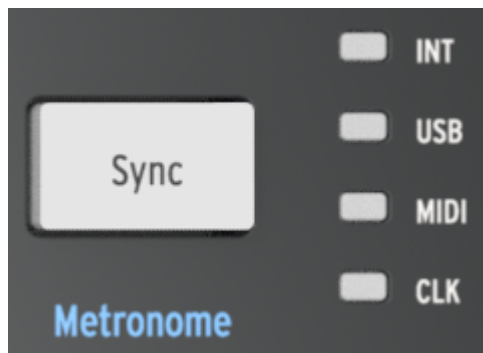 INT
USB
Sync
MIDI
CLK
Metronome